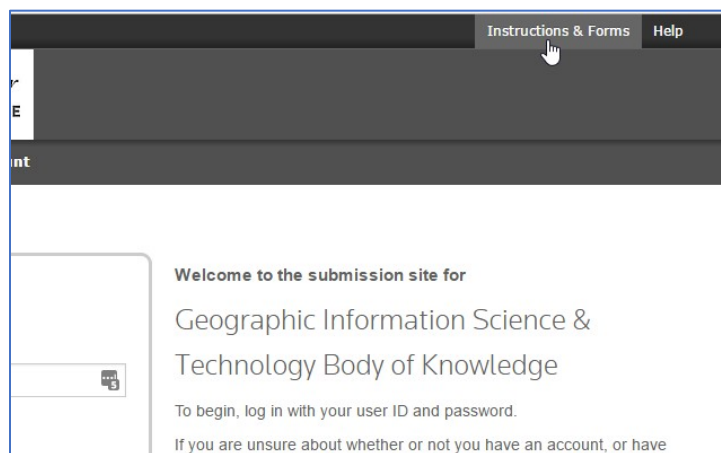 Instructions & Forms Help
r
E
nt
Welcome to the submission site for
Geographic Information Science &
Technology Body of Knowledge
5
To begin, log in with your user ID and password.
If you are unsure about whether or not you have an account, or have